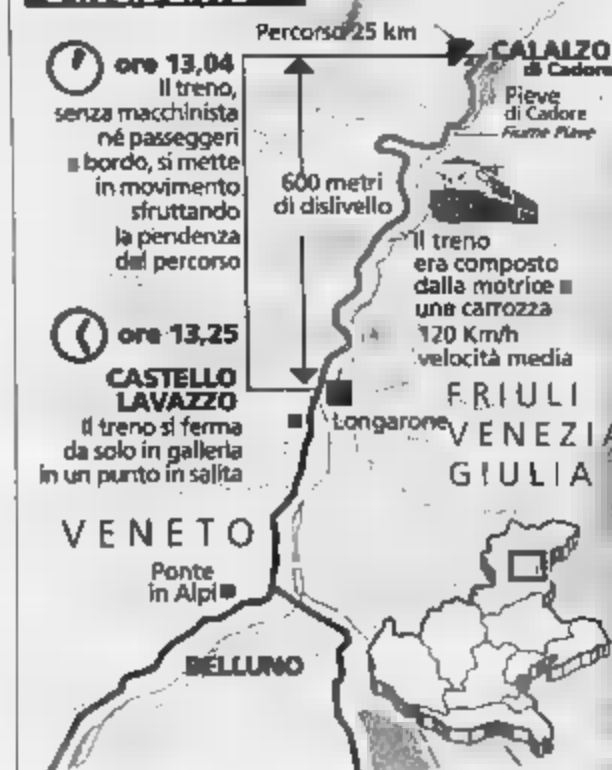 Percorso 25 km
CALALZO
di Cadore
Pieve
di Cadore
Fiume Piave
ore 13,04
Il treno,
senza macchinista
né passeggeri
a bordo, si mette
in movimento
sfruttando
la pendenza
del percorso
600 metri
di dislivello
Il treno
era composto
dalla motrice e
una carrozza
120 Km/h
velocità media
ore 13,25
CASTELLO
LAVAZZO
Il treno si ferma
da solo in galleria
in un punto in salita
Longarone
FRIULI
VENEZIA
GIULIA
VENETO
Ponte
in Alpi
BELLUNO